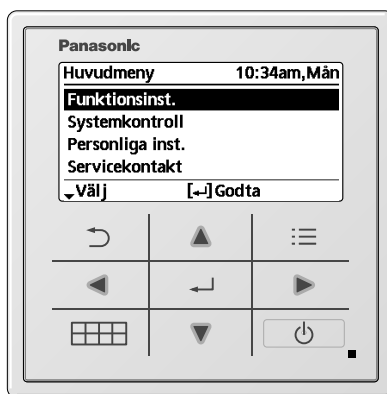 Panasonic
Huvudmeny 10:34am,Mån
Funktionsinst.
Systemkontroll
Personliga inst.
Servicekontakt
Välj [↵]Godta